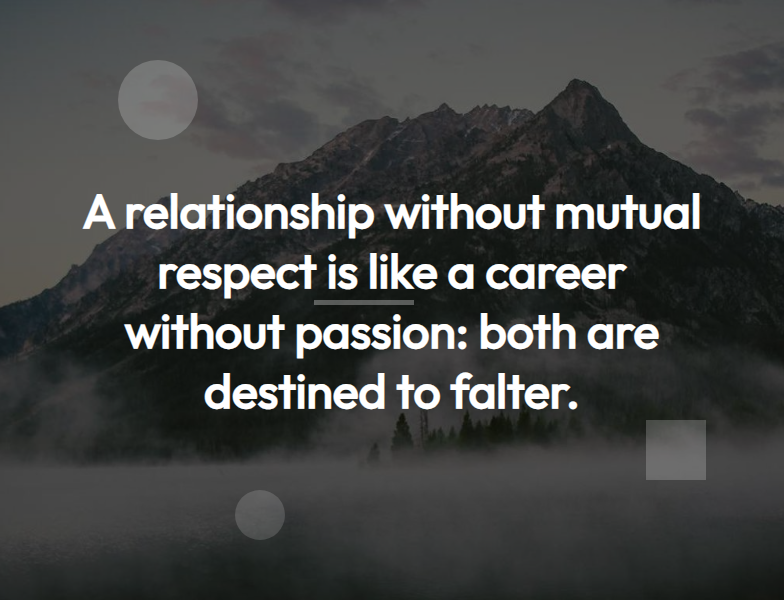 A relationship without mutual
respect is like a career
without passion: both are
destined to falter.